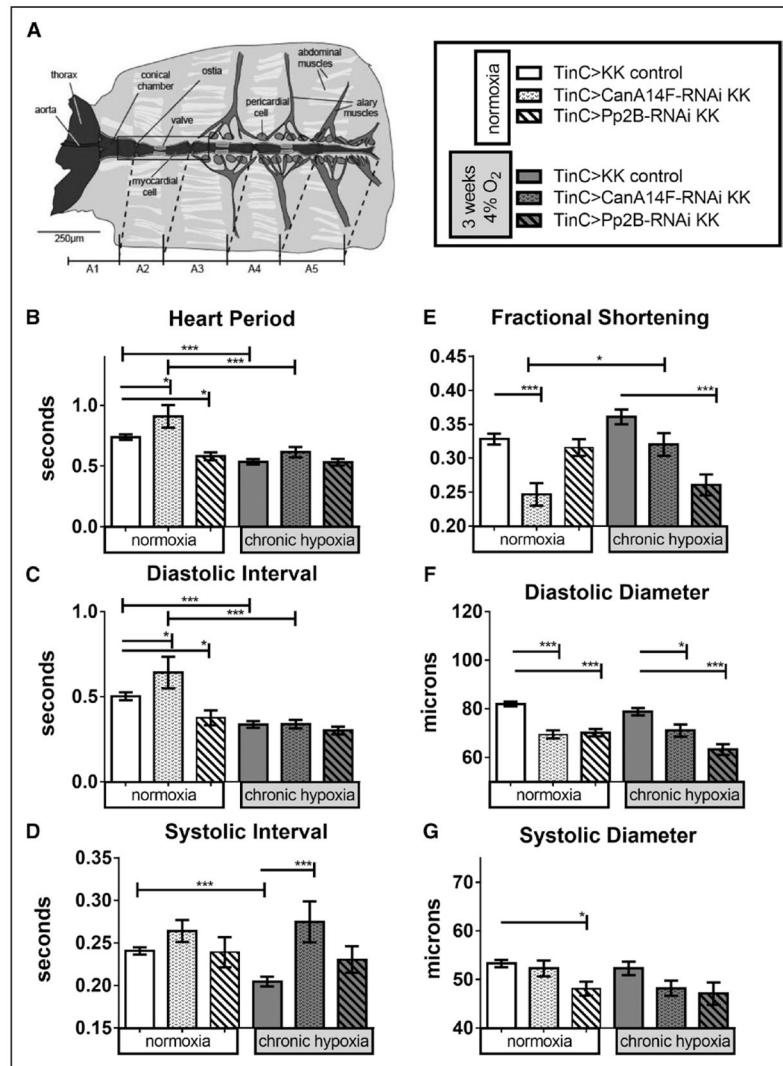 A
thorax
aorta
conical
chamber
ostia
valve
myocardial
cell
pericardial
cell
abdominal
muscles
alary
muscles
250µm
A1 A2 A3 A4 A5
normoxia
TinC>KK control
TinC>CanA14F-RNAi KK
TinC>Pp2B-RNAi KK
3 weeks
4% O₂
TinC>KK control
TinC>CanA14F-RNAi KK
TinC>Pp2B-RNAi KK
B Heart Period
seconds
1.0
0.5
0.0
***
***
*
*
normoxia chronic hypoxia
C Diastolic Interval
seconds
1.0
0.5
0.0
***
***
*
*
normoxia chronic hypoxia
D Systolic Interval
seconds
0.35
0.30
0.25
0.20
0.15
***
***
normoxia chronic hypoxia
E Fractional Shortening
0.45
0.40
0.35
0.30
0.25
0.20
*
***
***
normoxia chronic hypoxia
F Diastolic Diameter
microns
120
100
80
60
***
***
*
***
normoxia chronic hypoxia
G Systolic Diameter
microns
70
60
50
40
*
normoxia chronic hypoxia